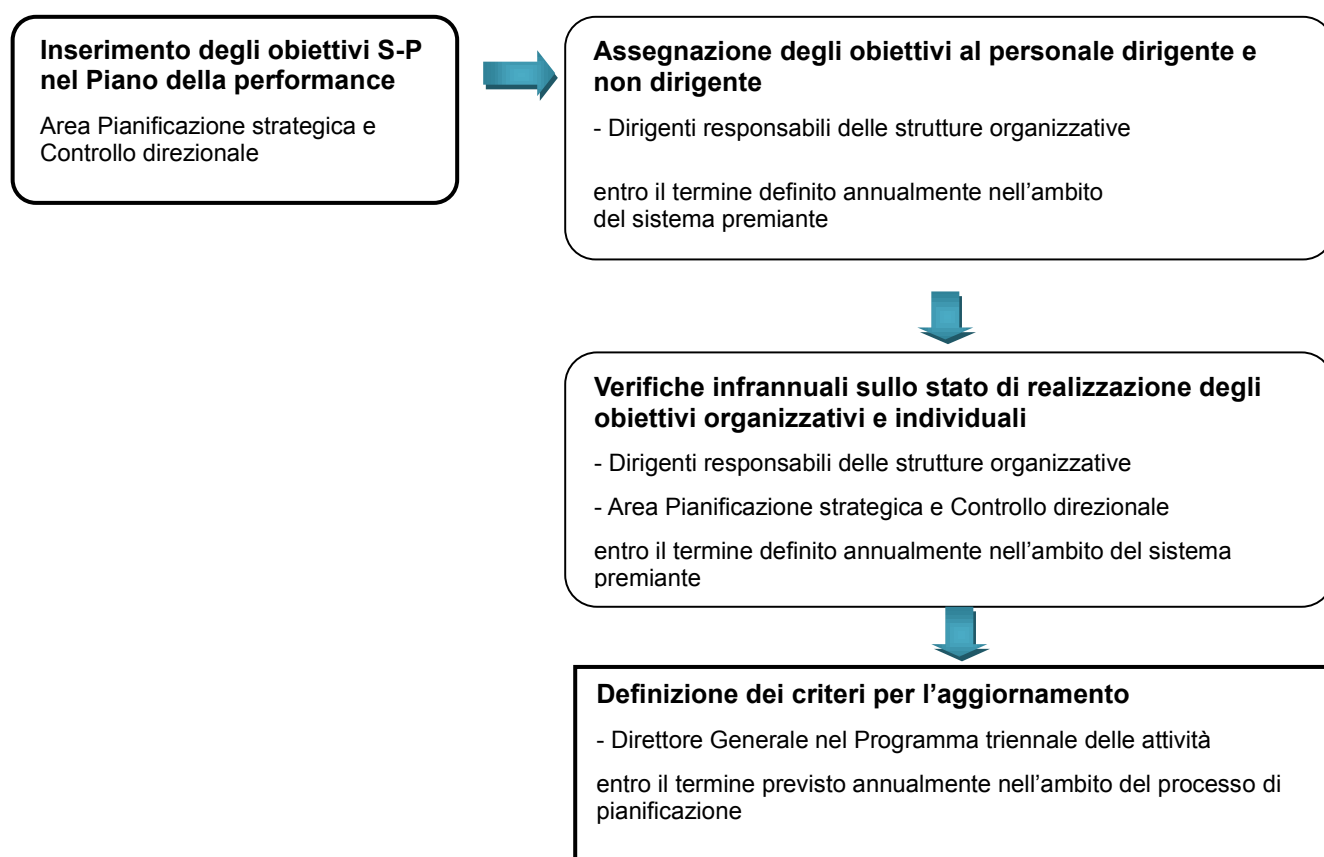 Inserimento degli obiettivi S-P
nel Piano della performance
Area Pianificazione strategica e
Controllo direzionale
Assegnazione degli obiettivi al personale dirigente e
non dirigente
- Dirigenti responsabili delle strutture organizzative
entro il termine definito annualmente nell’ambito
del sistema premiante
Verifiche infrannuali sullo stato di realizzazione degli
obiettivi organizzativi e individuali
- Dirigenti responsabili delle strutture organizzative
- Area Pianificazione strategica e Controllo direzionale
entro il termine definito annualmente nell’ambito del sistema
premiante
Definizione dei criteri per l’aggiornamento
- Direttore Generale nel Programma triennale delle attività
entro il termine previsto annualmente nell’ambito del processo di
pianificazione